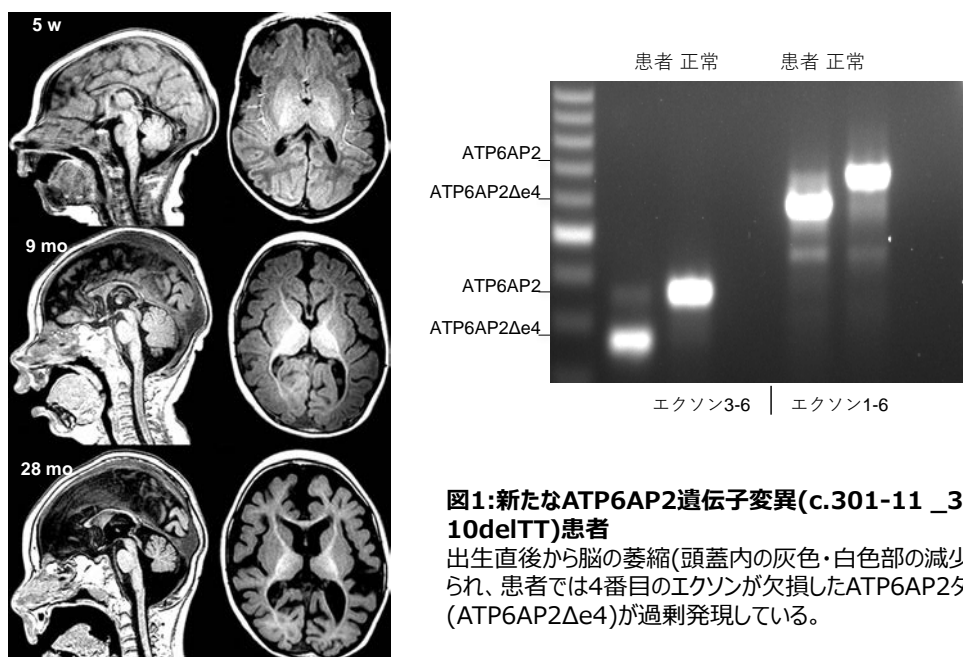 5 w
9 mo
28 mo
患者 正常
患者 正常
ATP6AP2
ATP6AP2Δe4
ATP6AP2
ATP6AP2Δe4
エクソン3-6
エクソン1-6
図1:新たなATP6AP2遺伝子変異(c.301-11 _3
10delTT)患者
出生直後から脳の萎縮(頭蓋内の灰色・白色部の減少
られ、患者では4番目のエクソンが欠損したATP6AP2タ
(ATP6AP2Δe4)が過剰発現している。